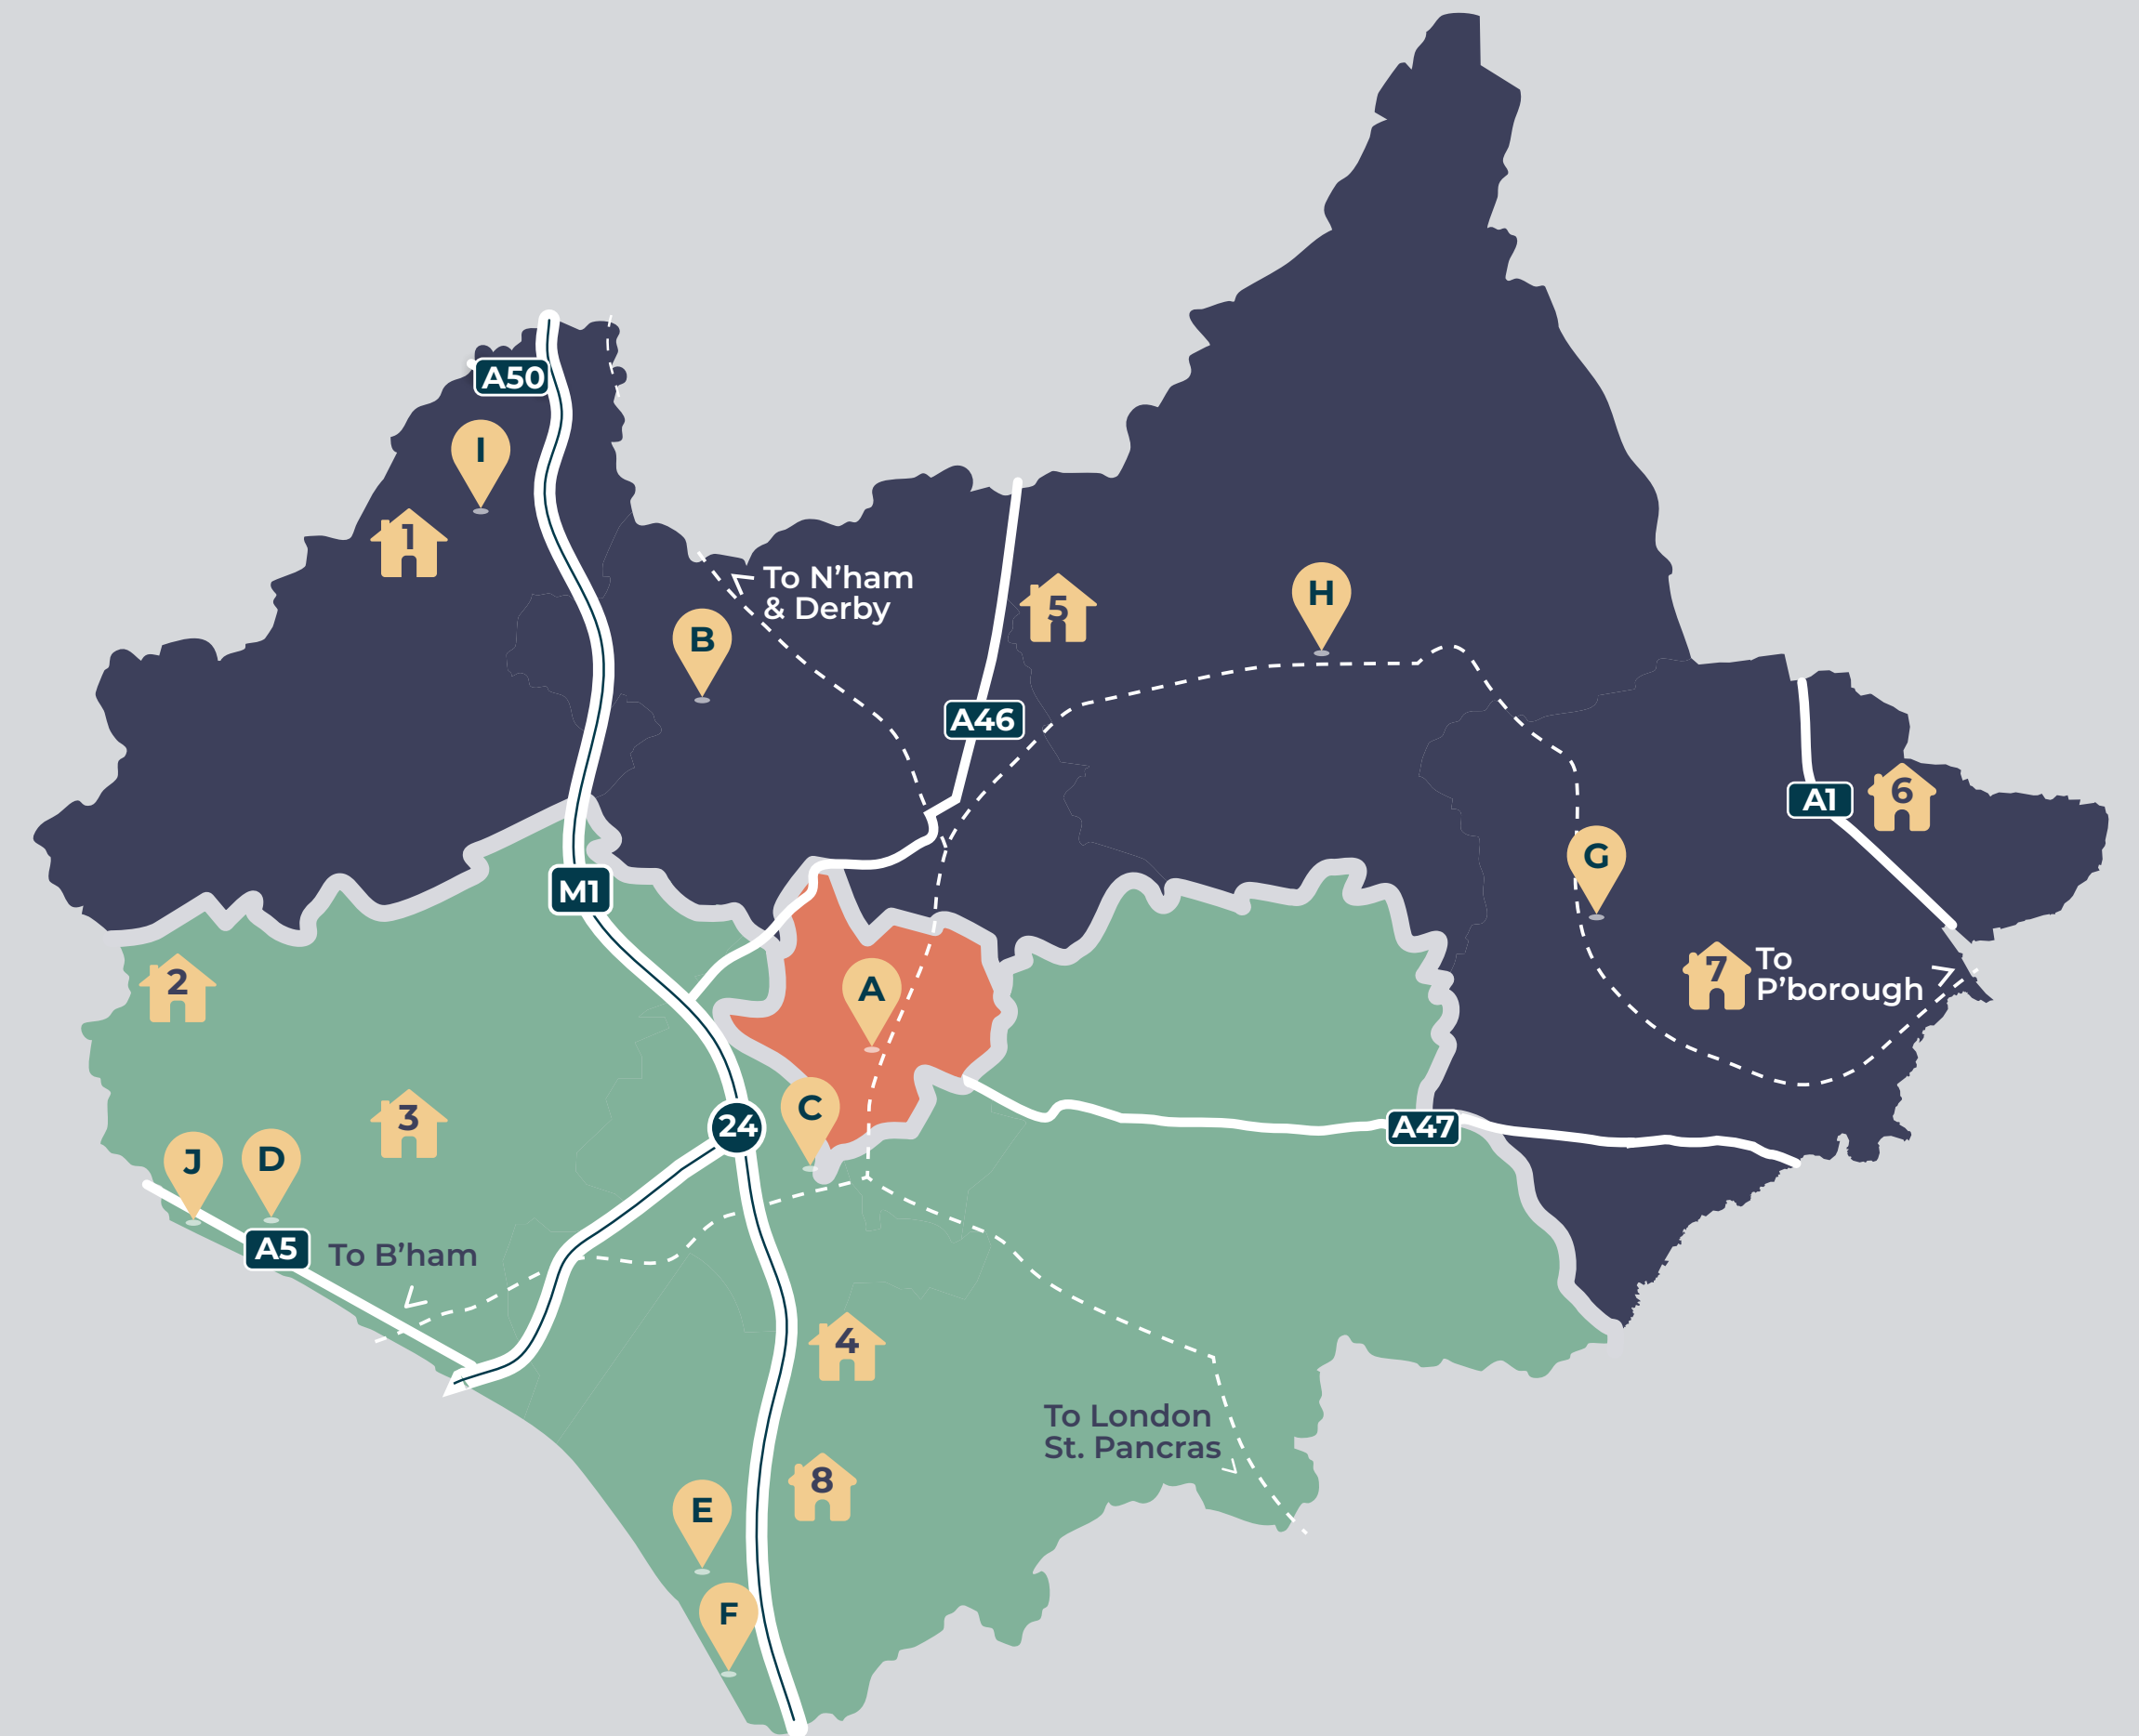 A50
I
1
To N'ham
& Derby
B
5
H
A46
A1
6
G
M1
2
A
7
To
P'borough
3
C
24
A47
J
D
A5
To B'ham
4
To London
St. Pancras
8
E
F